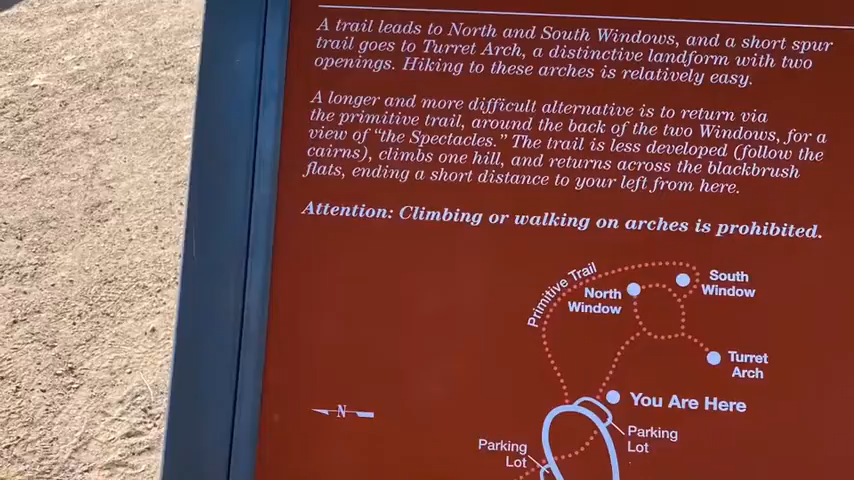 A trail leads to North and South Windows, and a short spur
trail goes to Turret Arch, a distinctive landform with two
openings. Hiking to these arches is relatively easy.
A longer and more difficult alternative is to return via
the primitive trail, around the back of the two Windows, for a
view of “the Spectacles.” The trail is less developed (follow the
cairns), climbs one hill, and returns across the blackbrush
flats, ending a short distance to your left from here.
Attention: Climbing or walking on arches is prohibited.
Primitive Trail
North
Window
South
Window
Turret
Arch
You Are Here
N
Parking
Lot
Parking
Lot